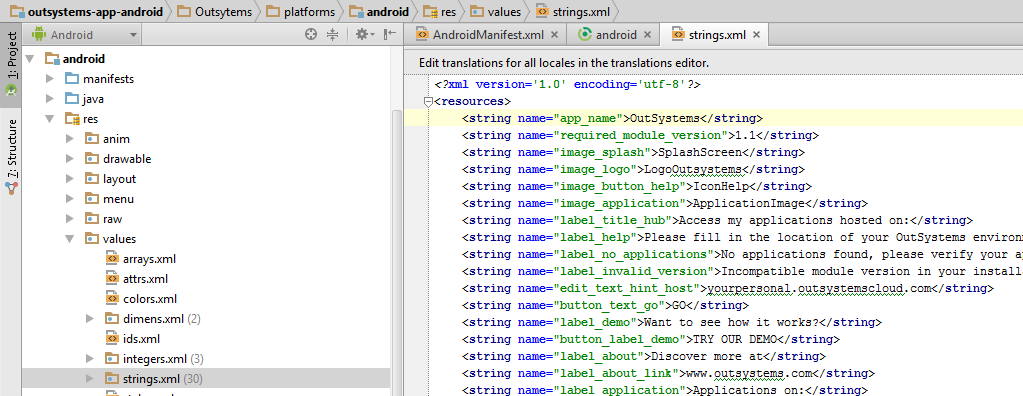 outsystems-app-android Outsytems platforms android res values strings.xml
1: Project
7: Structure
Android
android
manifests
java
res
anim
drawable
layout
menu
raw
values
arrays.xml
attrs.xml
colors.xml
dimens.xml (2)
ids.xml
integers.xml (3)
strings.xml (30)
AndroidManifest.xml android strings.xml
Edit translations for all locales in the translations editor.
<?xml version='1.0' encoding='utf-8'?>
<resources>
<string name="app_name">OutSystems</string>
<string name="required_module_version">1.1</string>
<string name="image_splash">SplashScreen</string>
<string name="image_logo">LogoOutsystems</string>
<string name="image_button_help">IconHelp</string>
<string name="image_application">ApplicationImage</string>
<string name="label_title_hub">Access my applications hosted on:</string>
<string name="label_help">Please fill in the location of your OutSystems environ
<string name="label_no_applications">No applications found, please verify your ap
<string name="label_invalid_version">Incompatible module version in your install
<string name="edit_text_hint_host">yourpersonal.outsystemscloud.com</string>
<string name="button_text_go">GO</string>
<string name="label_demo">Want to see how it works?</string>
<string name="button_label_demo">TRY OUR DEMO</string>
<string name="label_about">Discover more at</string>
<string name="label_about_link">www.outsystems.com</string>
<string name="label_application">Applications on:</string>